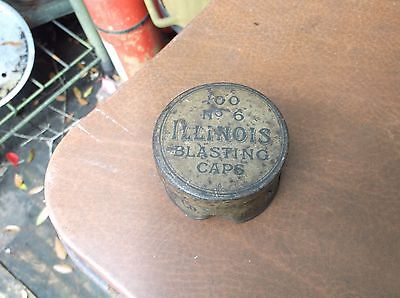 100
No 6
ILLINOIS
BLASTING
CAPS